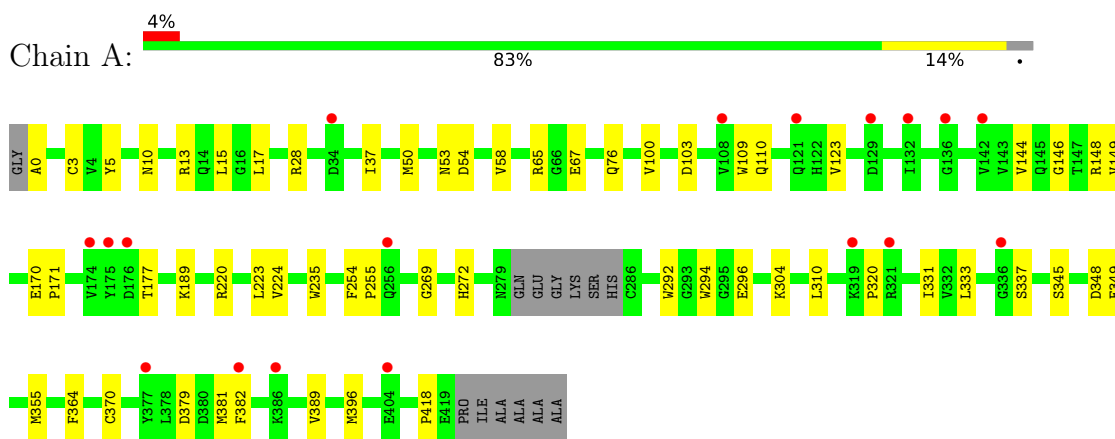 4%
Chain A:
83% 14% •
GLY A0 C3 V4 Y5 N10 R13 Q14 L15 G16 L17 R28 D34 I37 M50 N53 D54 V58 R65 G66 E67 Q76 V100 D103 V108 W109 Q110 Q121 H122 V123 D129 I132 G136 V142 V143 V144 Q145 G146 T147 R148 V149
E170 P171 V174 Y175 D176 T177 K189 R220 L223 V224 W235 F254 P255 Q256 G269 H272 N279 GLN GLU GLY LYS SER HIS C286 W292 G293 W294 G295 E296 K304 L310 K319 P320 R321 I331 V332 L333 G336 S337 S345 D348 E349
M355 F364 C370 Y377 L378 D379 D380 M381 F382 K386 V389 M396 E404 P418 E419 PRO ILE ALA ALA ALA ALA